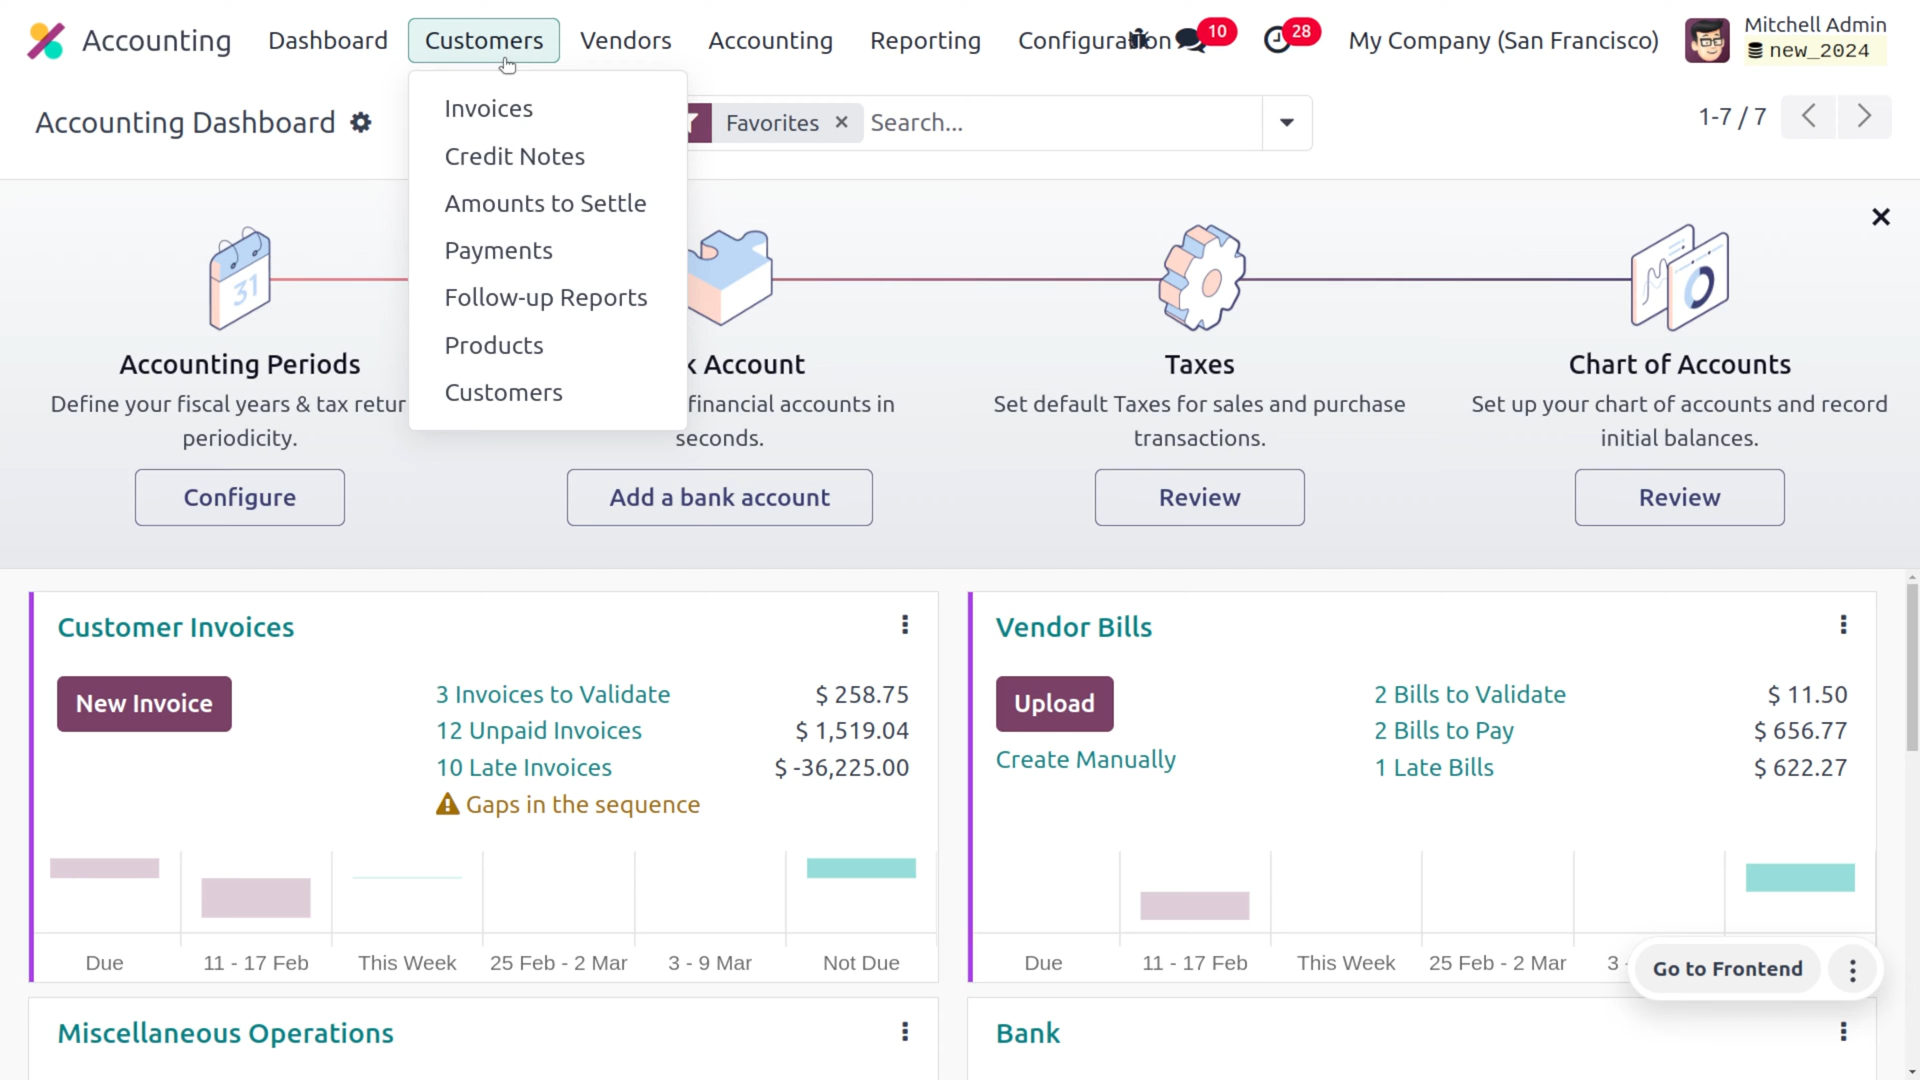 Accounting
Dashboard
Customers
Vendors
Accounting
Reporting
Configuration
10
28
My Company (San Francisco)
Mitchell Admin
new_2024
Accounting Dashboard
Favorites
Search...
1-7 / 7
Invoices
Credit Notes
Amounts to Settle
Payments
Follow-up Reports
Products
Customers
31
Accounting Periods
Define your fiscal years & tax retur
periodicity.
Configure
k Account
financial accounts in
seconds.
Add a bank account
Taxes
Set default Taxes for sales and purchase
transactions.
Review
Chart of Accounts
Set up your chart of accounts and record
initial balances.
Review
Customer Invoices
New Invoice
3 Invoices to Validate $ 258.75
12 Unpaid Invoices $ 1,519.04
10 Late Invoices $ -36,225.00
Gaps in the sequence
Due 11 - 17 Feb This Week 25 Feb - 2 Mar 3 - 9 Mar Not Due
Vendor Bills
Upload
Create Manually
2 Bills to Validate $ 11.50
2 Bills to Pay $ 656.77
1 Late Bills $ 622.27
Due 11 - 17 Feb This Week 25 Feb - 2 Mar 3 -
Go to Frontend
Miscellaneous Operations
Bank